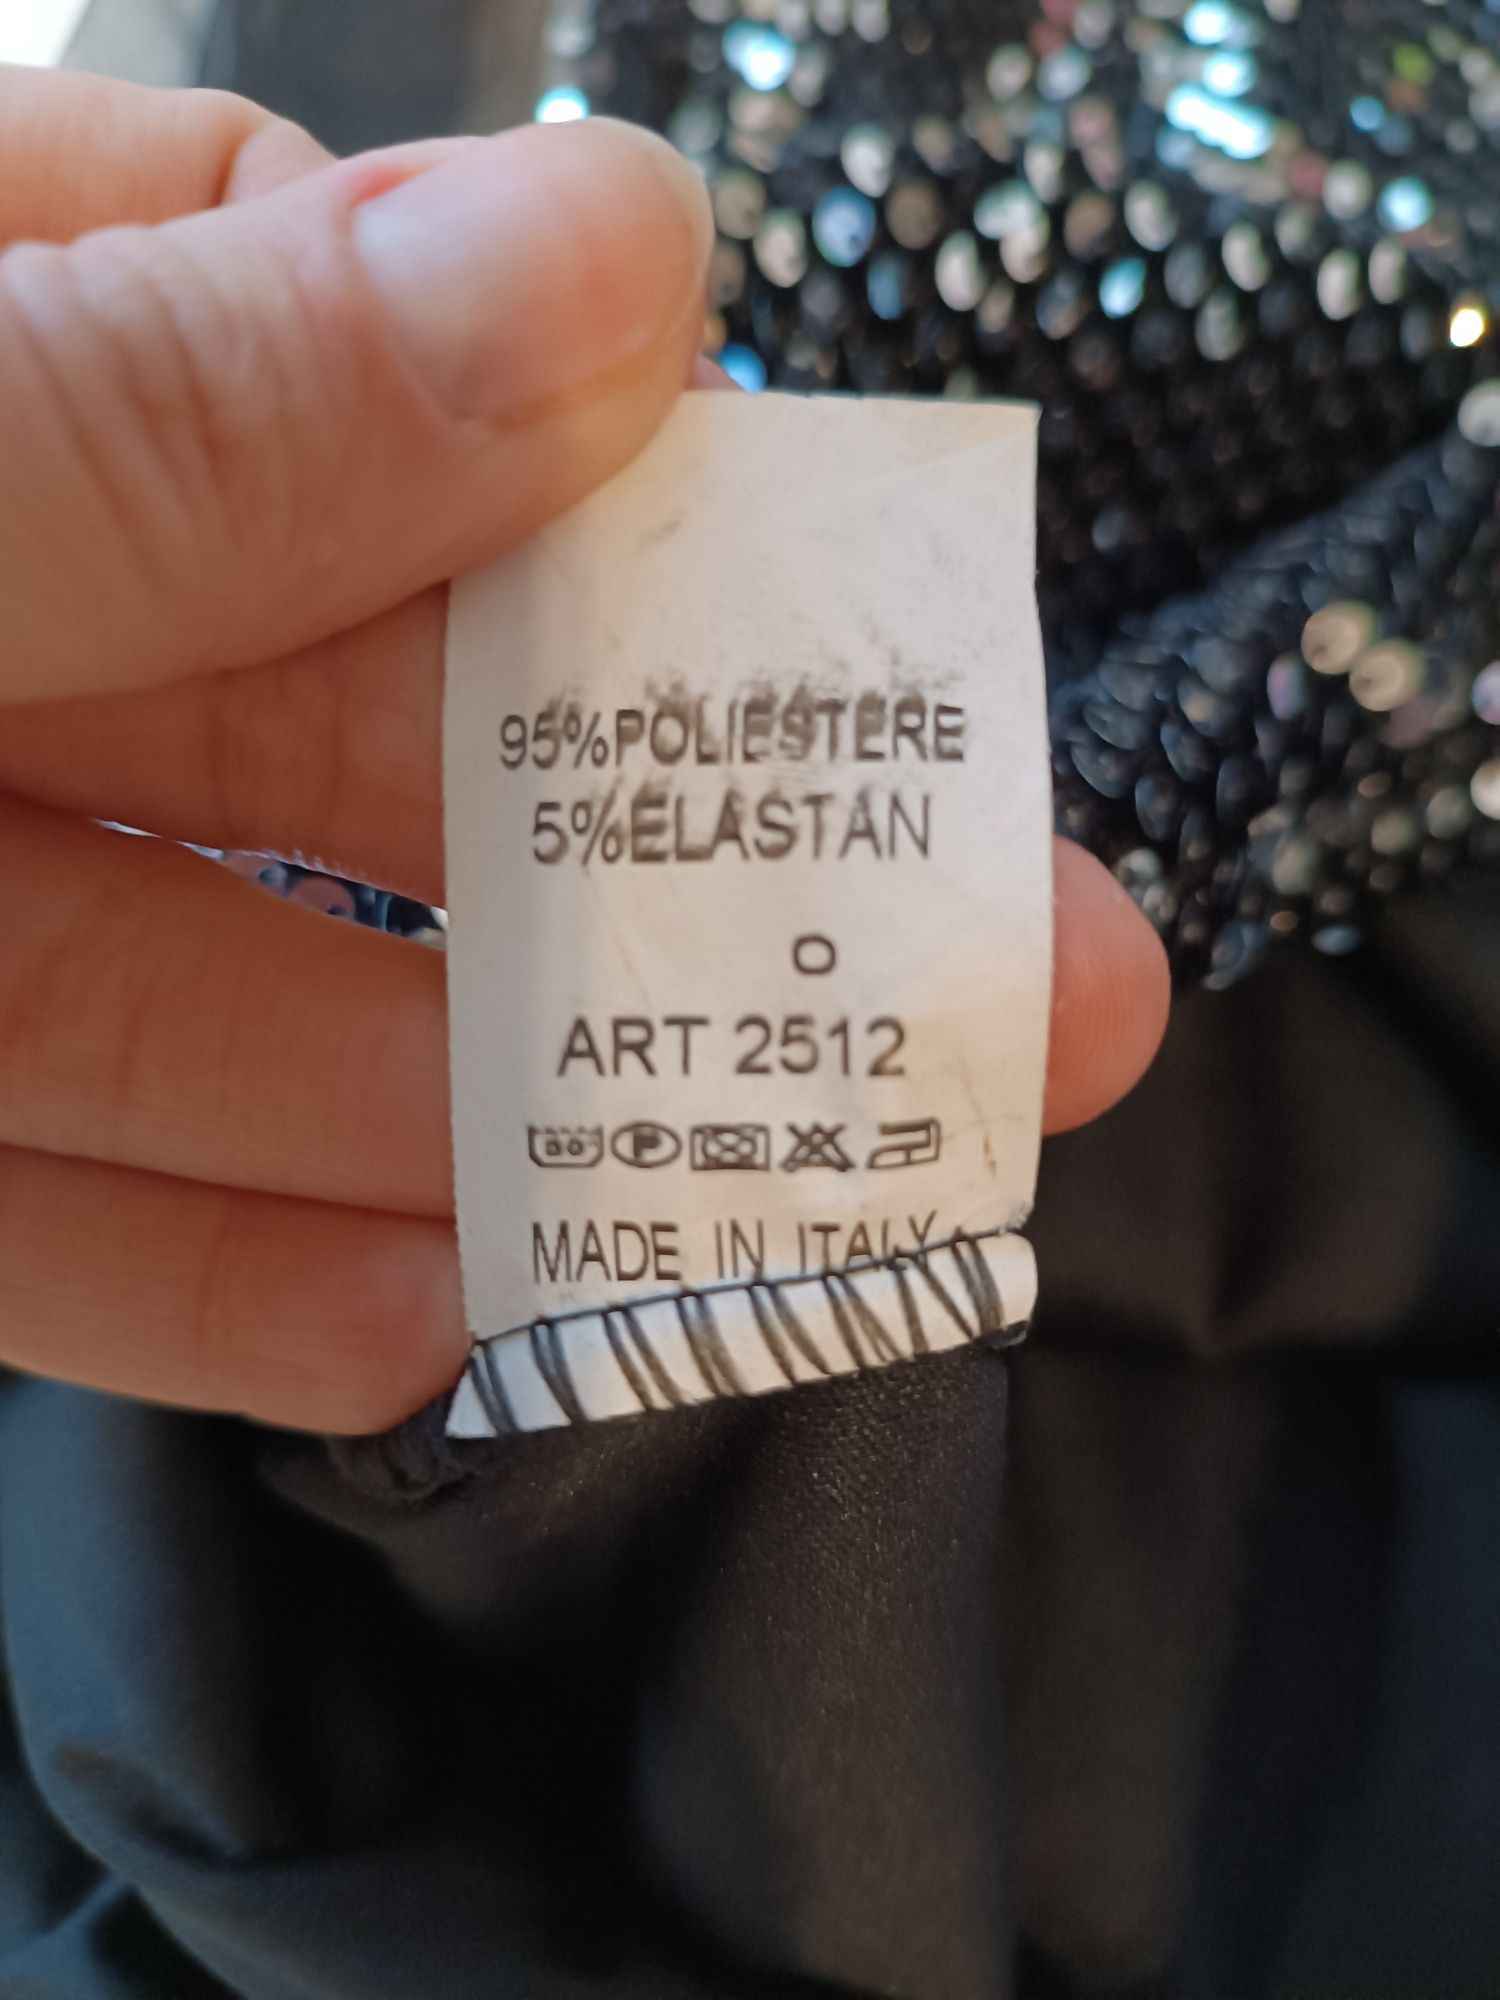 95%POLIESTERE
5%ELASTAN
O
ART 2512
P
MADE IN ITALY